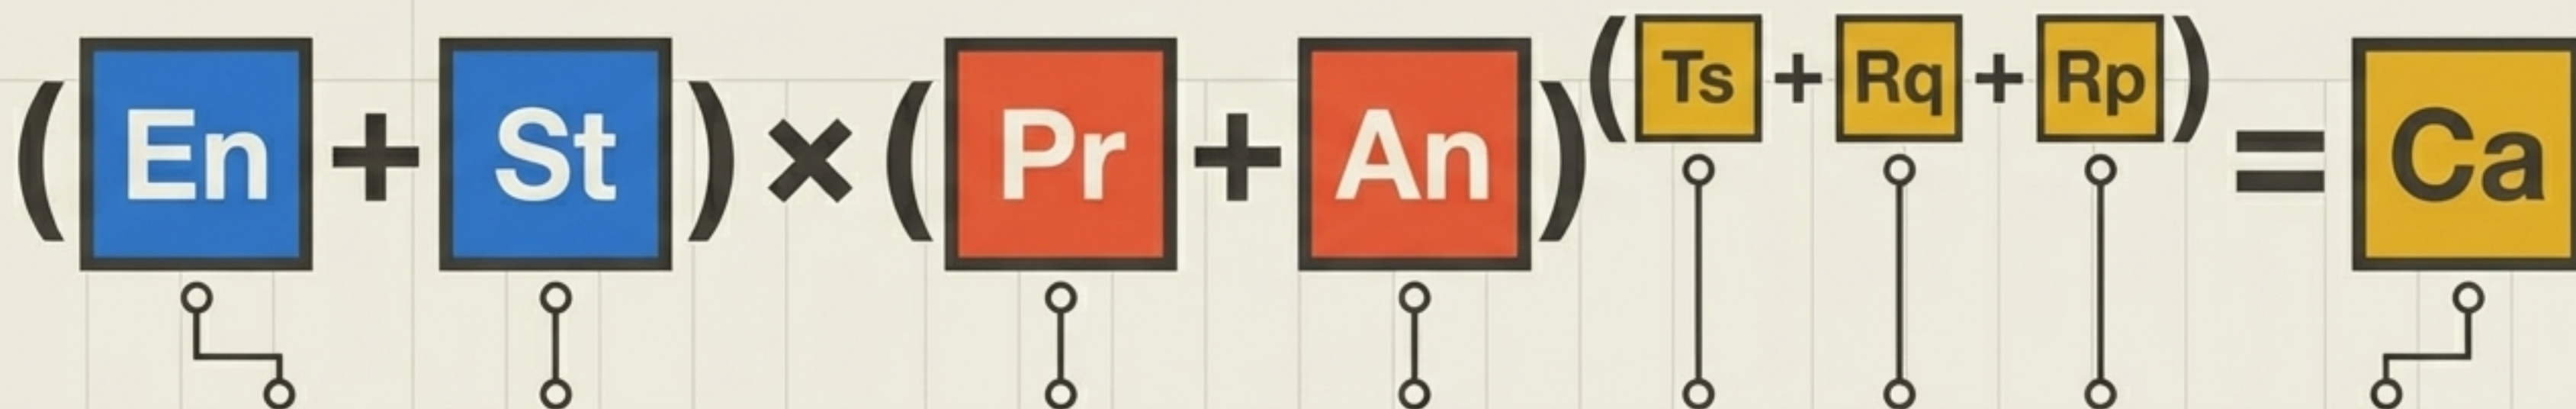 (En + St) × (Pr + An)^(Ts + Rq + Rp) = Ca